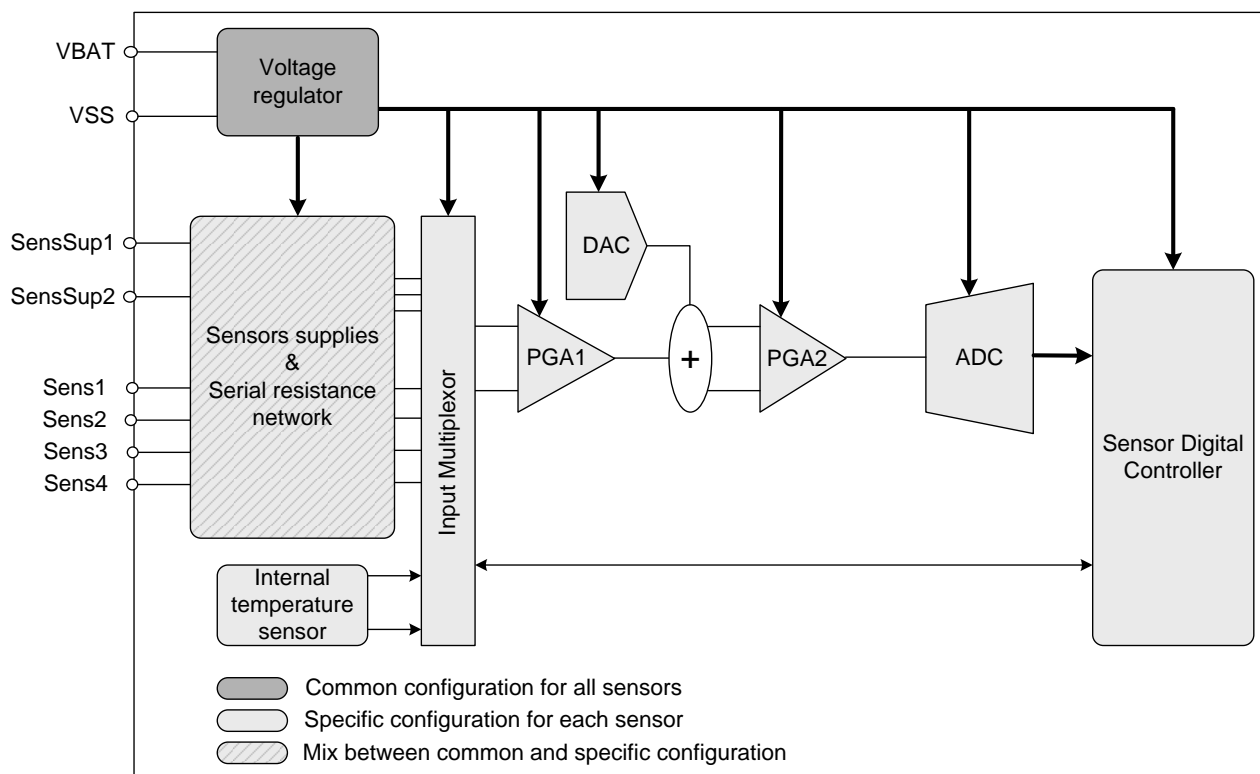 VBAT
Voltage
regulator
VSS
SensSup1
DAC
SensSup2
Sensors supplies
&
Serial resistance
network
PGA1
+
PGA2
ADC
Sens1
Sens2
Sens3
Sens4
Input Multiplexor
Sensor Digital
Controller
Internal
temperature
sensor
Common configuration for all sensors
Specific configuration for each sensor
Mix between common and specific configuration